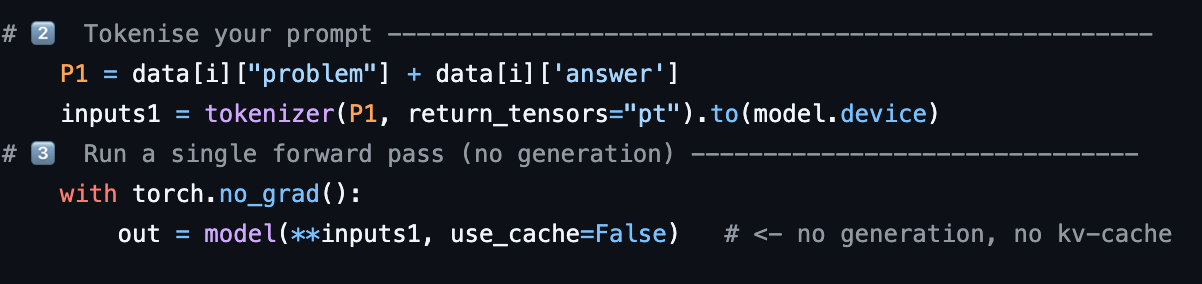 # 2️⃣  Tokenise your prompt ─────────────────────────────────────────────────────
    P1 = data[i]["problem"] + data[i]['answer']
    inputs1 = tokenizer(P1, return_tensors="pt").to(model.device)
# 3️⃣  Run a single forward pass (no generation) ───────────────────────────────
    with torch.no_grad():
        out = model(**inputs1, use_cache=False)   # <- no generation, no kv-cache